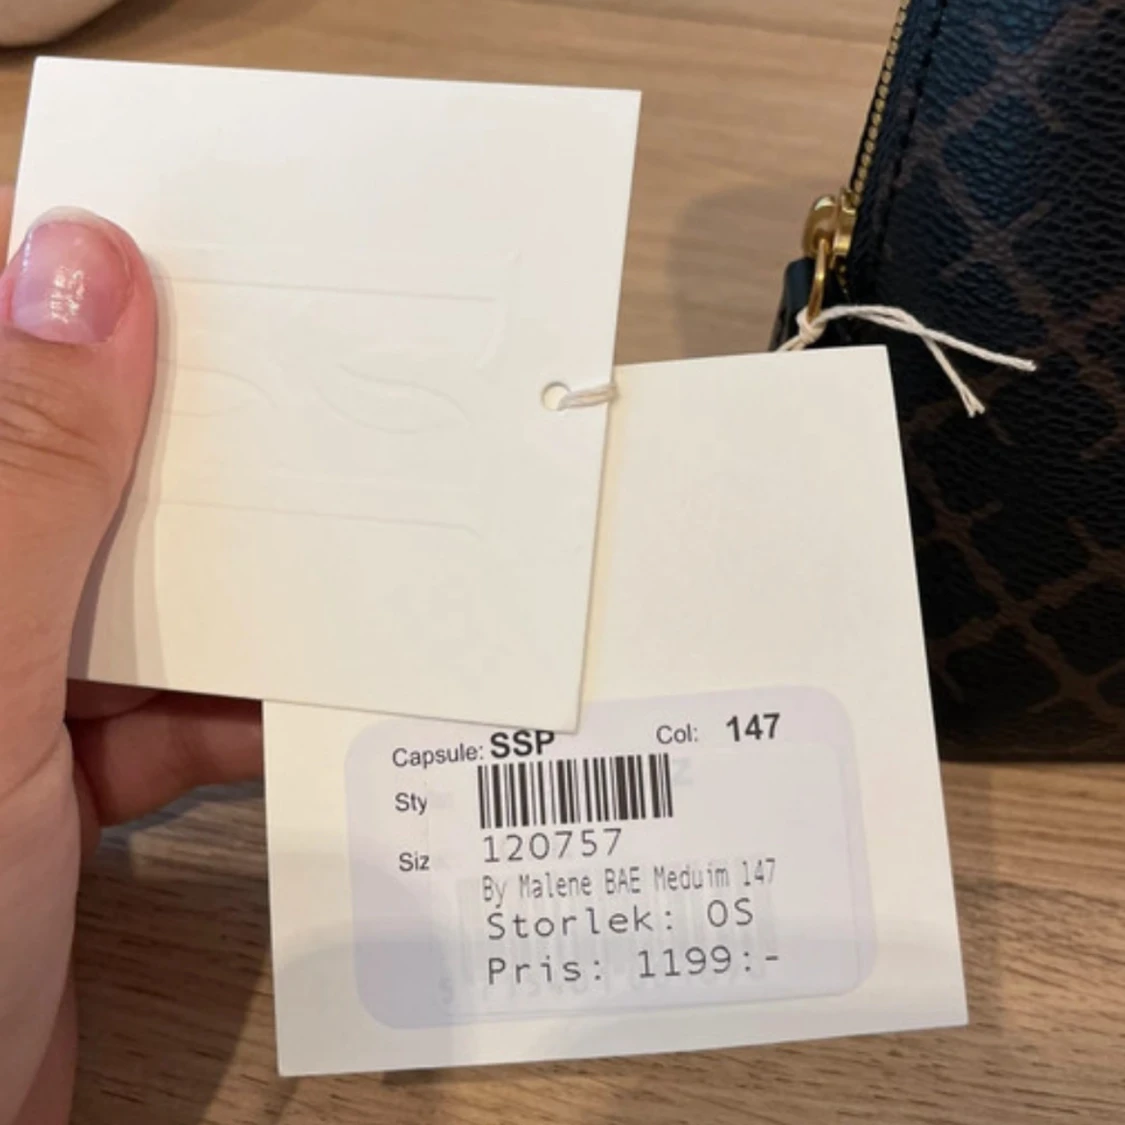 Capsule: SSP Col: 147
Sty
120757
Siz
By Malene BAE Meduim 147
Storlek: OS
Pris: 1199:-